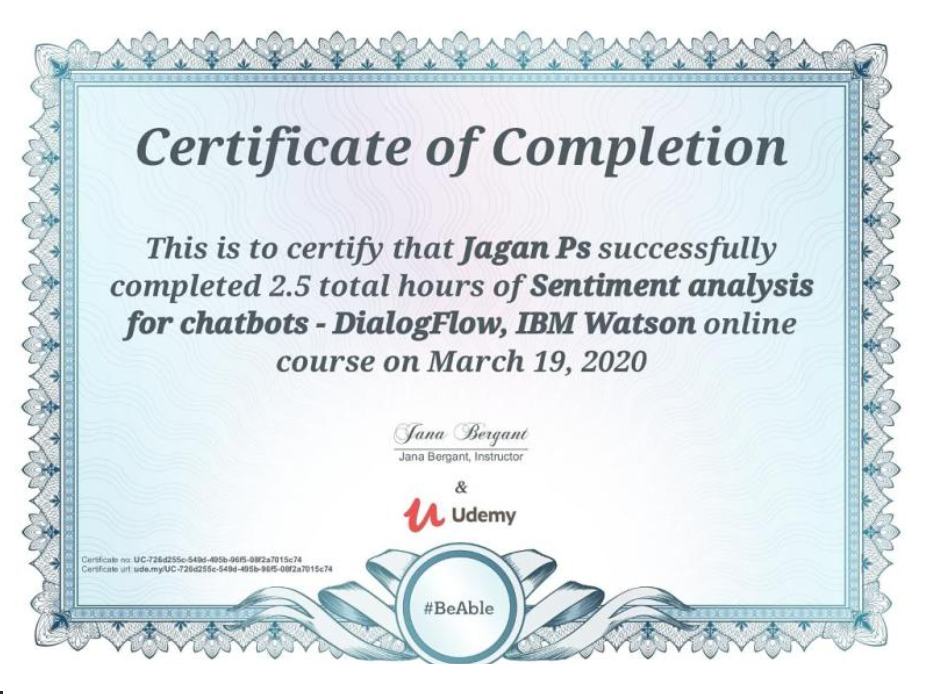 Certificate of Completion
This is to certify that Jagan Ps successfully
completed 2.5 total hours of Sentiment analysis
for chatbots - DialogFlow, IBM Watson online
course on March 19, 2020
Jana Bergant
Jana Bergant, Instructor
&
Udemy
Certificate no: UC-726d255c-549d-495b-96f5-08f2a7015c74
Certificate url: ude.my/UC-726d255c-549d-495b-96f5-08f2a7015c74
#BeAble